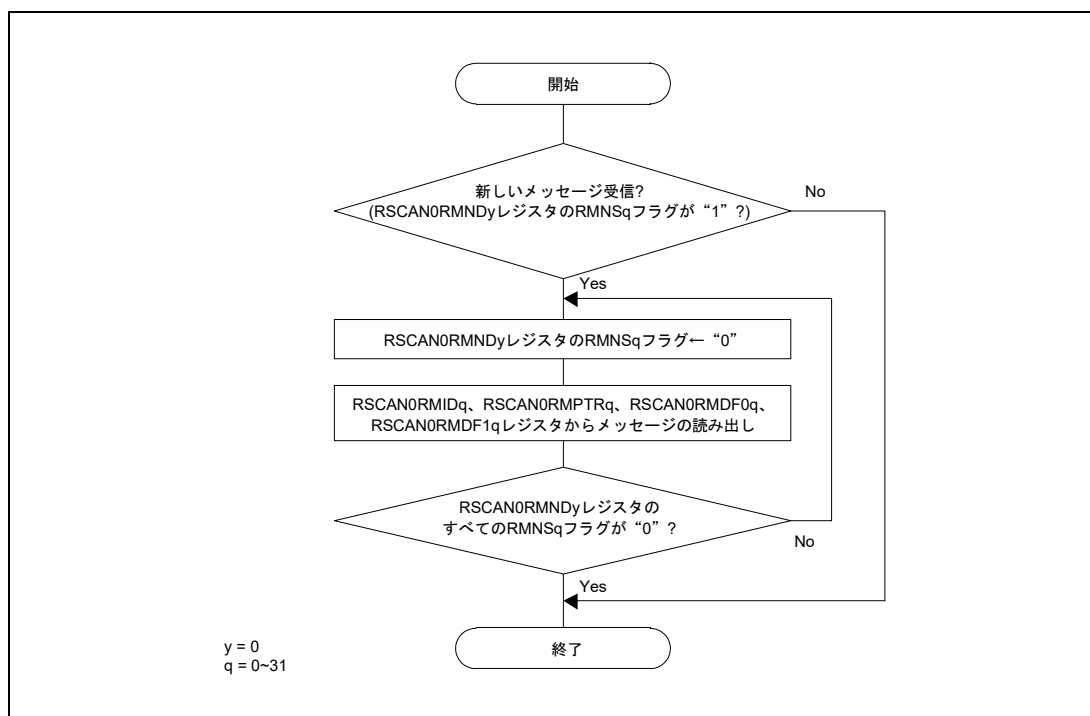 開始
新しいメッセージ受信?
(RSCAN0RMNDyレジスタのRMNSqフラグが“1”?)
No
Yes
RSCAN0RMNDyレジスタのRMNSqフラグ←“0”
RSCAN0RMIDq、RSCAN0RMPTRq、RSCAN0RMDF0q、
RSCAN0RMDF1qレジスタからメッセージの読み出し
RSCAN0RMNDyレジスタの
すべてのRMNSqフラグが“0”?
No
Yes
終了
y = 0
q = 0~31